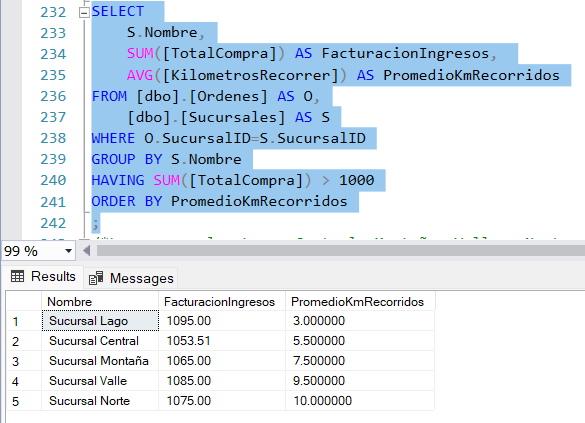 232 SELECT
233 S.Nombre,
234 SUM([TotalCompra]) AS FacturacionIngresos,
235 AVG([KilometrosRecorrer]) AS PromedioKmRecorridos
236 FROM [dbo].[Ordenes] AS O,
237 [dbo].[Sucursales] AS S
238 WHERE O.SucursalID=S.SucursalID
239 GROUP BY S.Nombre
240 HAVING SUM([TotalCompra]) > 1000
241 ORDER BY PromedioKmRecorridos
242 ;
99 %
Results Messages
Nombre FacturacionIngresos PromedioKmRecorridos
1 Sucursal Lago 1095.00 3.000000
2 Sucursal Central 1053.51 5.500000
3 Sucursal Montaña 1065.00 7.500000
4 Sucursal Valle 1085.00 9.500000
5 Sucursal Norte 1075.00 10.000000